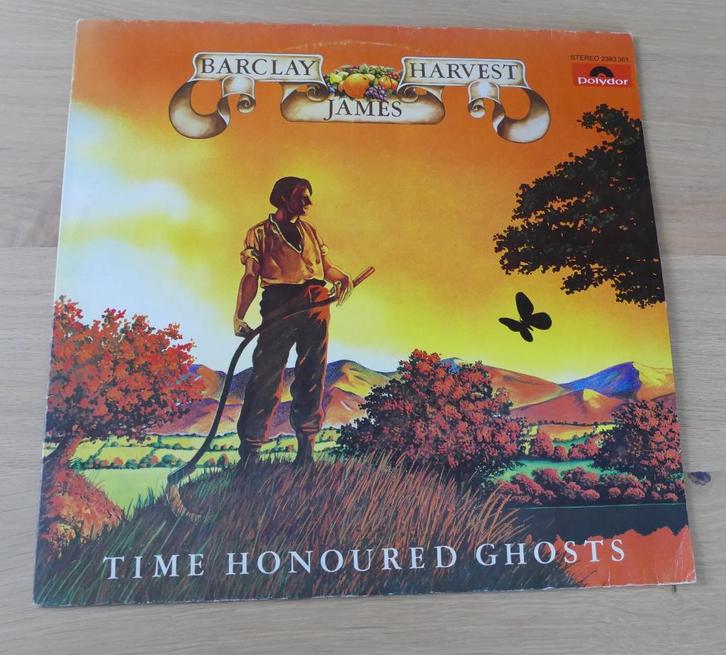 BARCLAY HARVEST
JAMES
STEREO 2383 361
polydor
TIME HONOURED GHOSTS